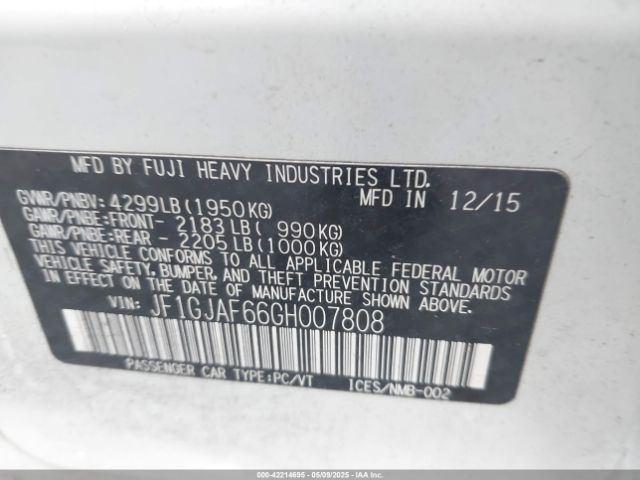 MFD BY FUJI HEAVY INDUSTRIES LTD.
GVWR/PNBV: 4299LB(1950KG) MFD IN 12/15
GAWR/PNBE:FRONT- 2183LB( 990KG)
GAWR/PNBE:REAR - 2205LB(1000KG)
THIS VEHICLE CONFORMS TO ALL APPLICABLE FEDERAL MOTOR
VEHICLE SAFETY, BUMPER, AND THEFT PREVENTION STANDARDS
IN EFFECT ON THE DATE OF MANUFACTURE SHOWN ABOVE.
VIN: JF1GJAF66GH007808
PASSENGER CAR TYPE:PC/VT ICES/NMB-002
000-42214695 - 05/09/2025 - IAAI